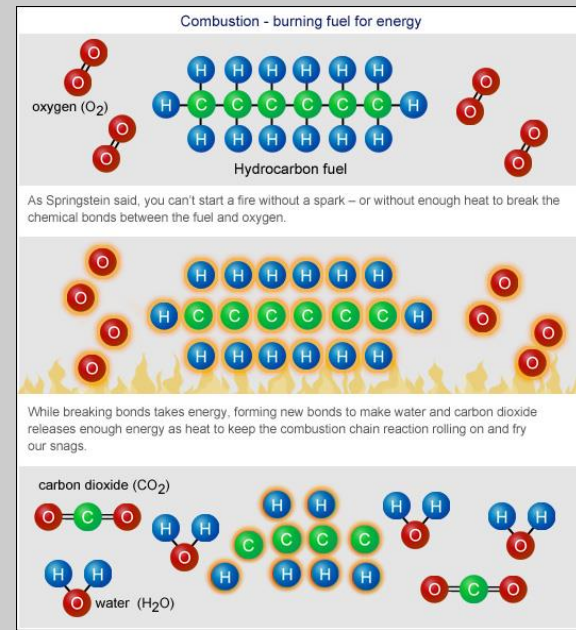 Combustion - burning fuel for energy
O
O
oxygen (O₂)
O
O
H H H H H H
H C C C C C C H
H H H H H H
Hydrocarbon fuel
O
O
O
O
As Springstein said, you can't start a fire without a spark – or without enough heat to break the
chemical bonds between the fuel and oxygen.
O
O
O
O
H H H H H H
H C C C C C C H
H H H H H H
O
O
O
O
While breaking bonds takes energy, forming new bonds to make water and carbon dioxide
releases enough energy as heat to keep the combustion chain reaction rolling on and fry
our snags.
carbon dioxide (CO₂)
O C O
H H
O
H H
O
water (H₂O)
H H
C C C C
H H H H
H H
O
H H
O
O C O